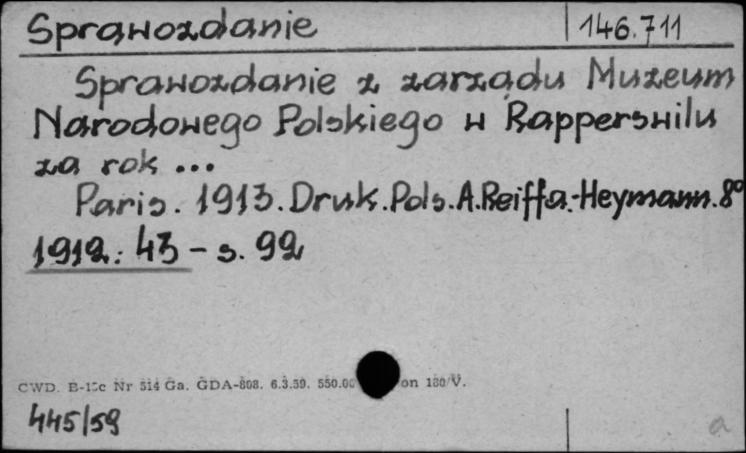 Sprawozdanie 146.711
Sprawozdanie z zarządu Muzeum
Narodowego Polskiego w Rapperswilu
za rok ...
Paris. 1913. Druk. Pols. A. Reiffa-Heymann. 8°
1912: 43 - s. 92
CWD. Nr 514 Ga. GDA-808. 6.3.59. 550.00 on 180/V.
445/59
a